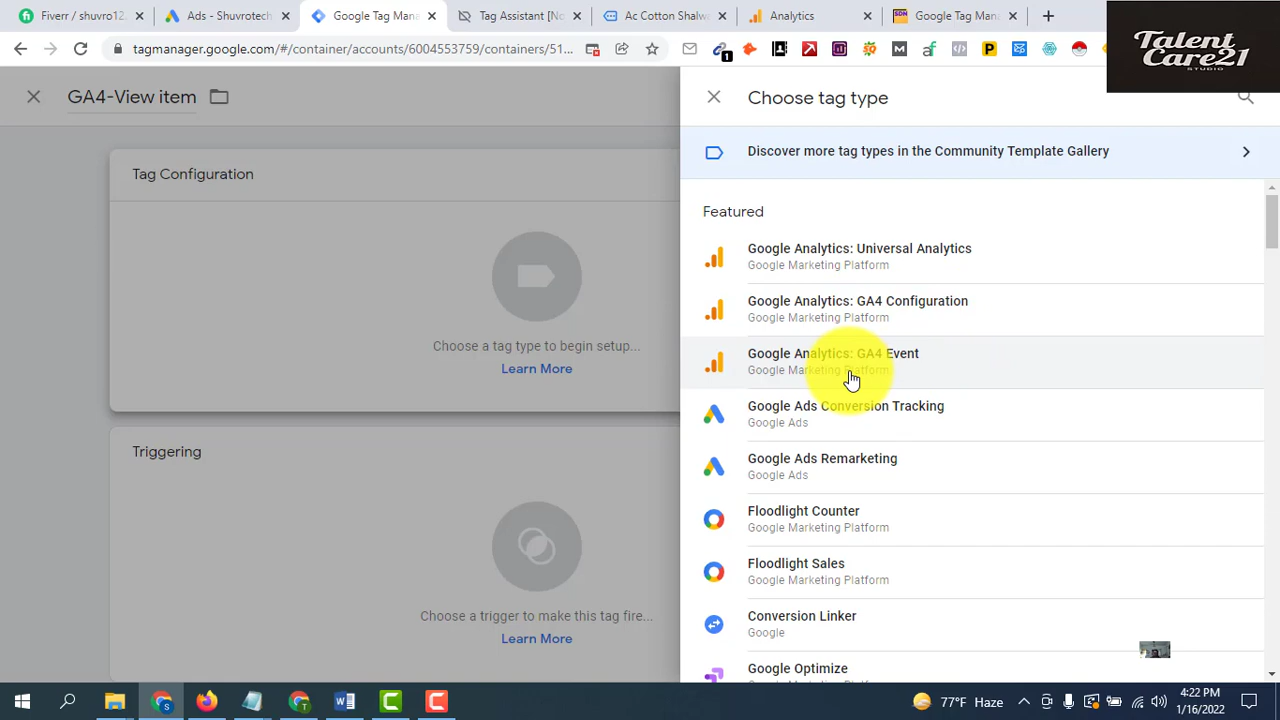 Fiverr / shuvro12
Ads - Shuvrotech
Google Tag Mana
Tag Assistant [No
Cotton Shalw
Analytics
Google Tag Mana
tagmanager.google.com/#/container/accounts/6004553759/containers/51...
1
Talent
Care21
STUDIO
GA4-View item
Choose tag type
Discover more tag types in the Community Template Gallery
Tag Configuration
Choose a tag type to begin setup...
Learn More
Triggering
Choose a trigger to make this tag fire...
Learn More
Featured
Google Analytics: Universal Analytics
Google Marketing Platform
Google Analytics: GA4 Configuration
Google Marketing Platform
Google Analytics: GA4 Event
Google Marketing Platform
Google Ads Conversion Tracking
Google Ads
Google Ads Remarketing
Google Ads
Floodlight Counter
Google Marketing Platform
Floodlight Sales
Google Marketing Platform
Conversion Linker
Google
Google Optimize
77°F Haze
4:22 PM
1/16/2022